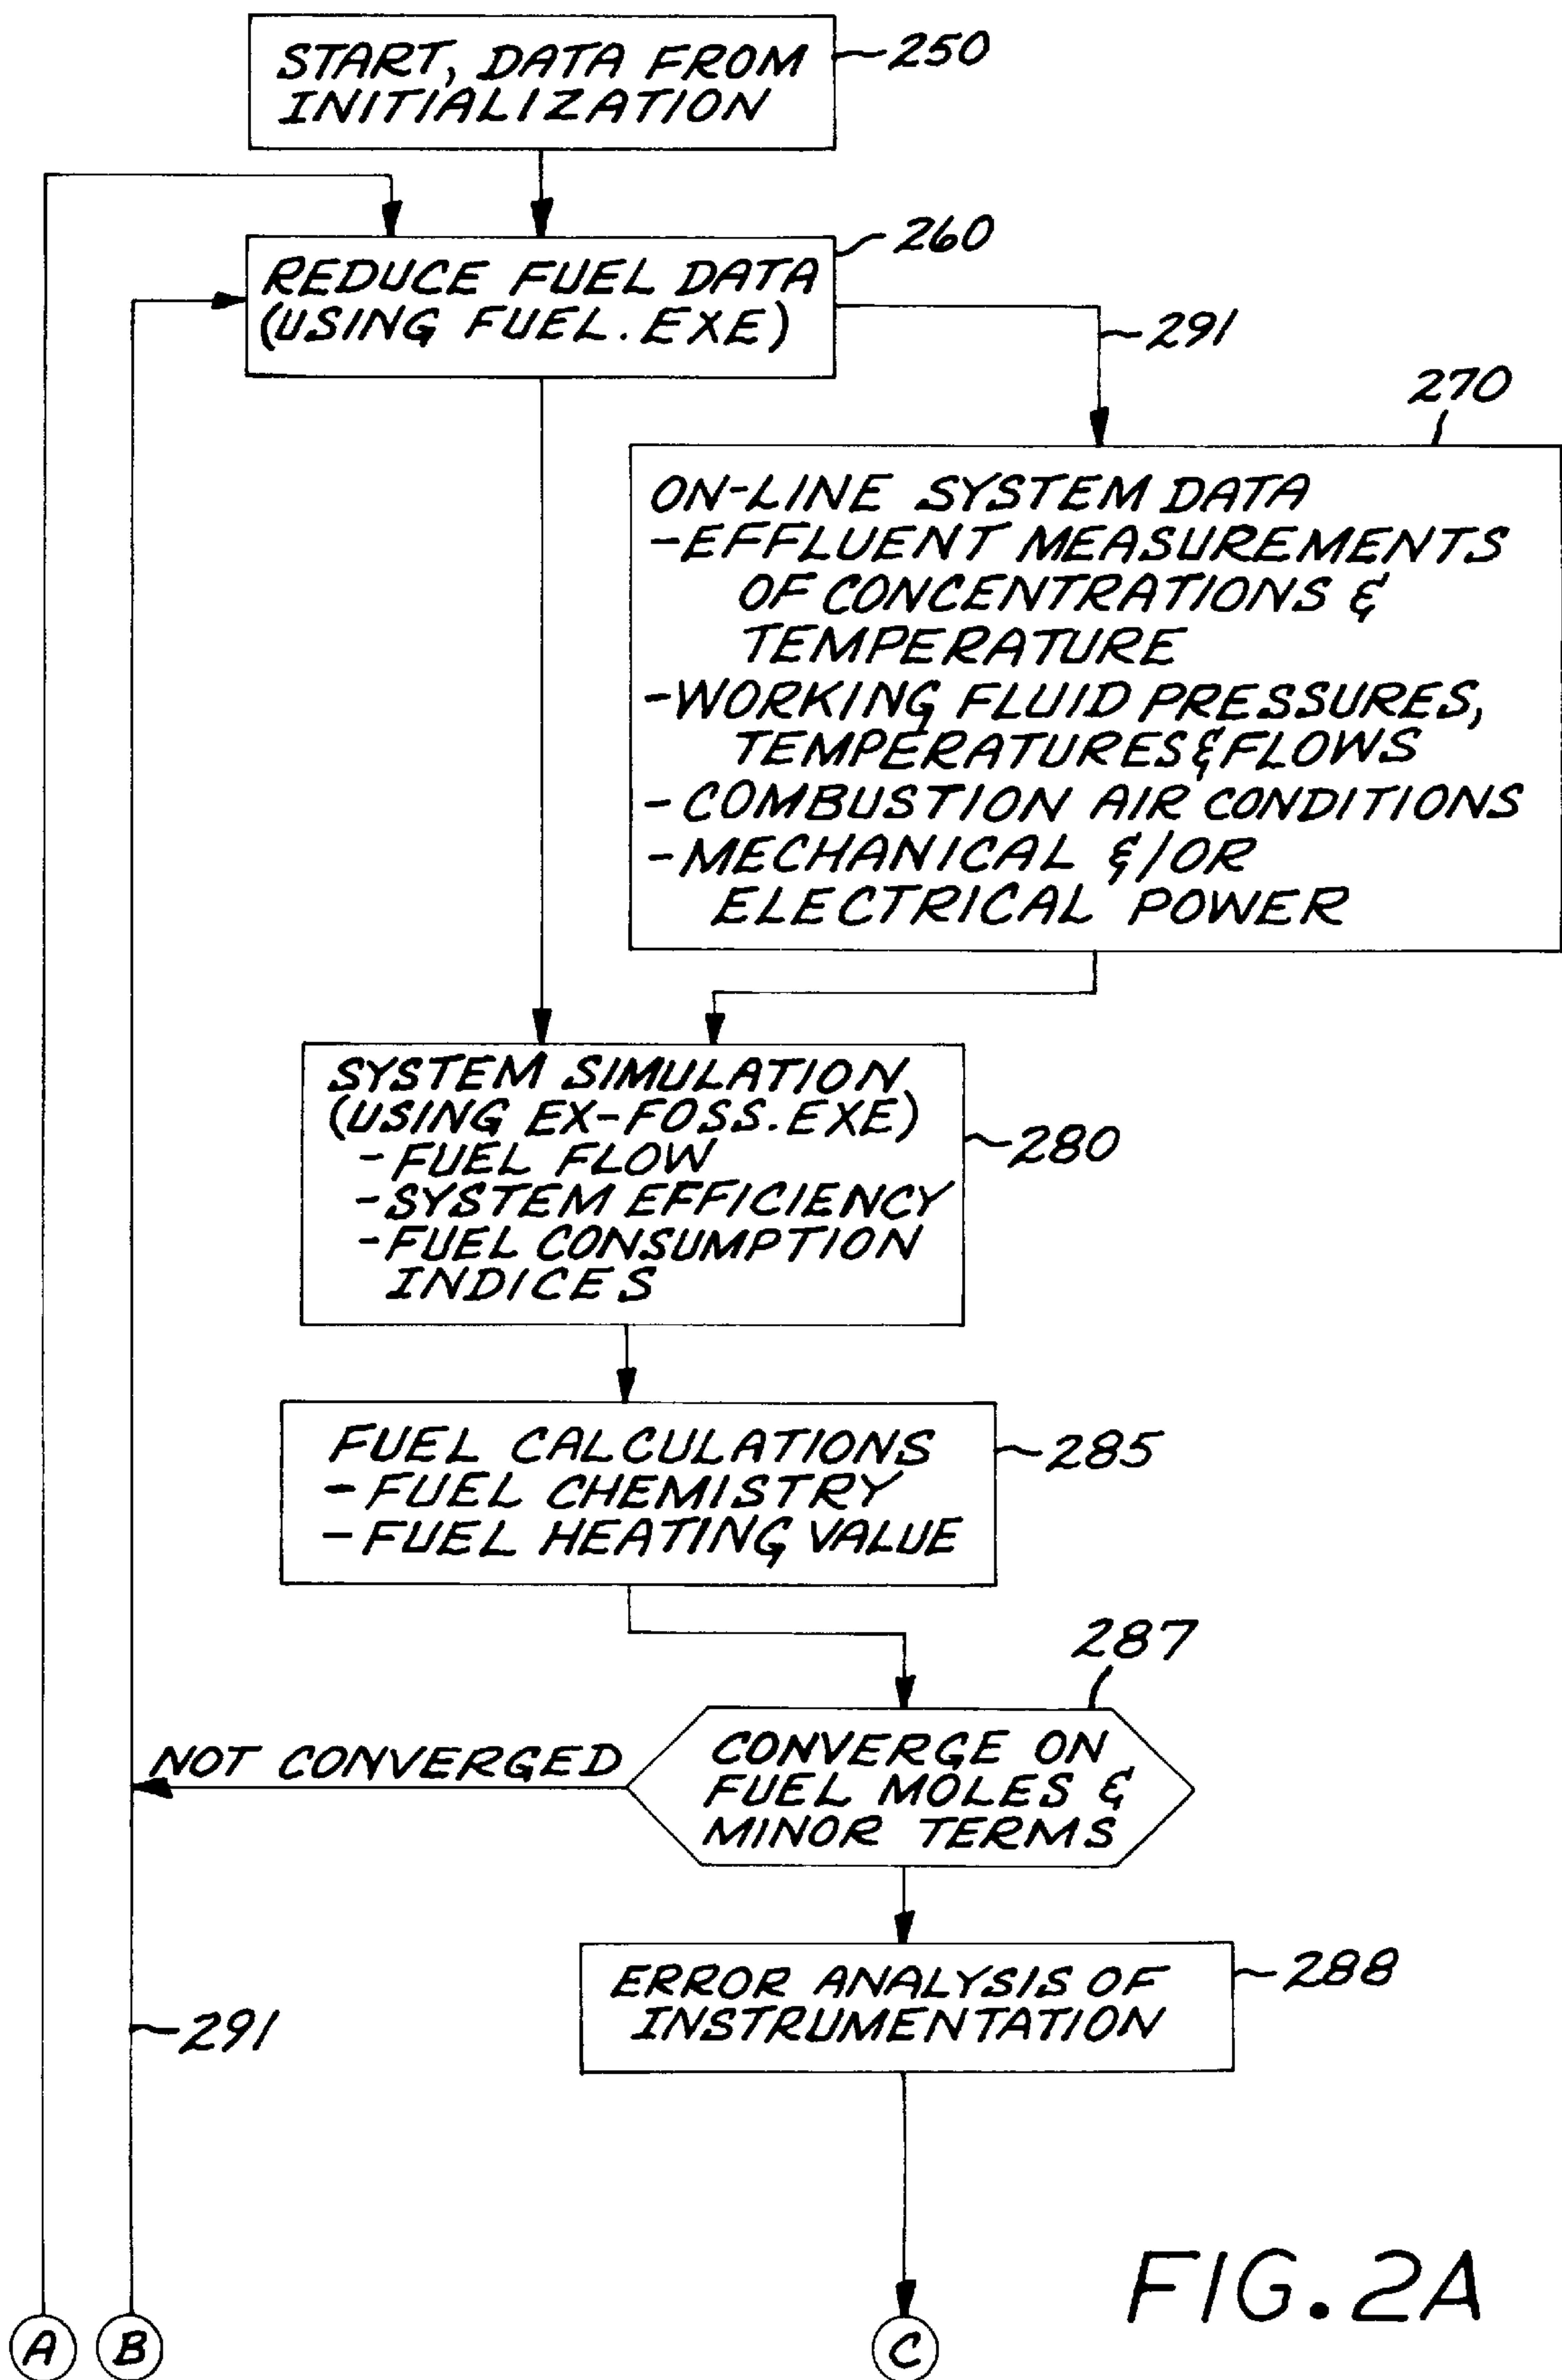 START, DATA FROM
INITIALIZATION
250
REDUCE FUEL DATA
(USING FUEL.EXE)
260
291
270
ON-LINE SYSTEM DATA
-EFFLUENT MEASUREMENTS
OF CONCENTRATIONS &
TEMPERATURE
-WORKING FLUID PRESSURES,
TEMPERATURES & FLOWS
-COMBUSTION AIR CONDITIONS
-MECHANICAL &/OR
ELECTRICAL POWER
SYSTEM SIMULATION
(USING EX-FOSS.EXE)
-FUEL FLOW
-SYSTEM EFFICIENCY
-FUEL CONSUMPTION
INDICES
280
FUEL CALCULATIONS
-FUEL CHEMISTRY
-FUEL HEATING VALUE
285
287
NOT CONVERGED
CONVERGE ON
FUEL MOLES &
MINOR TERMS
ERROR ANALYSIS OF
INSTRUMENTATION
288
291
A
B
C
FIG. 2A